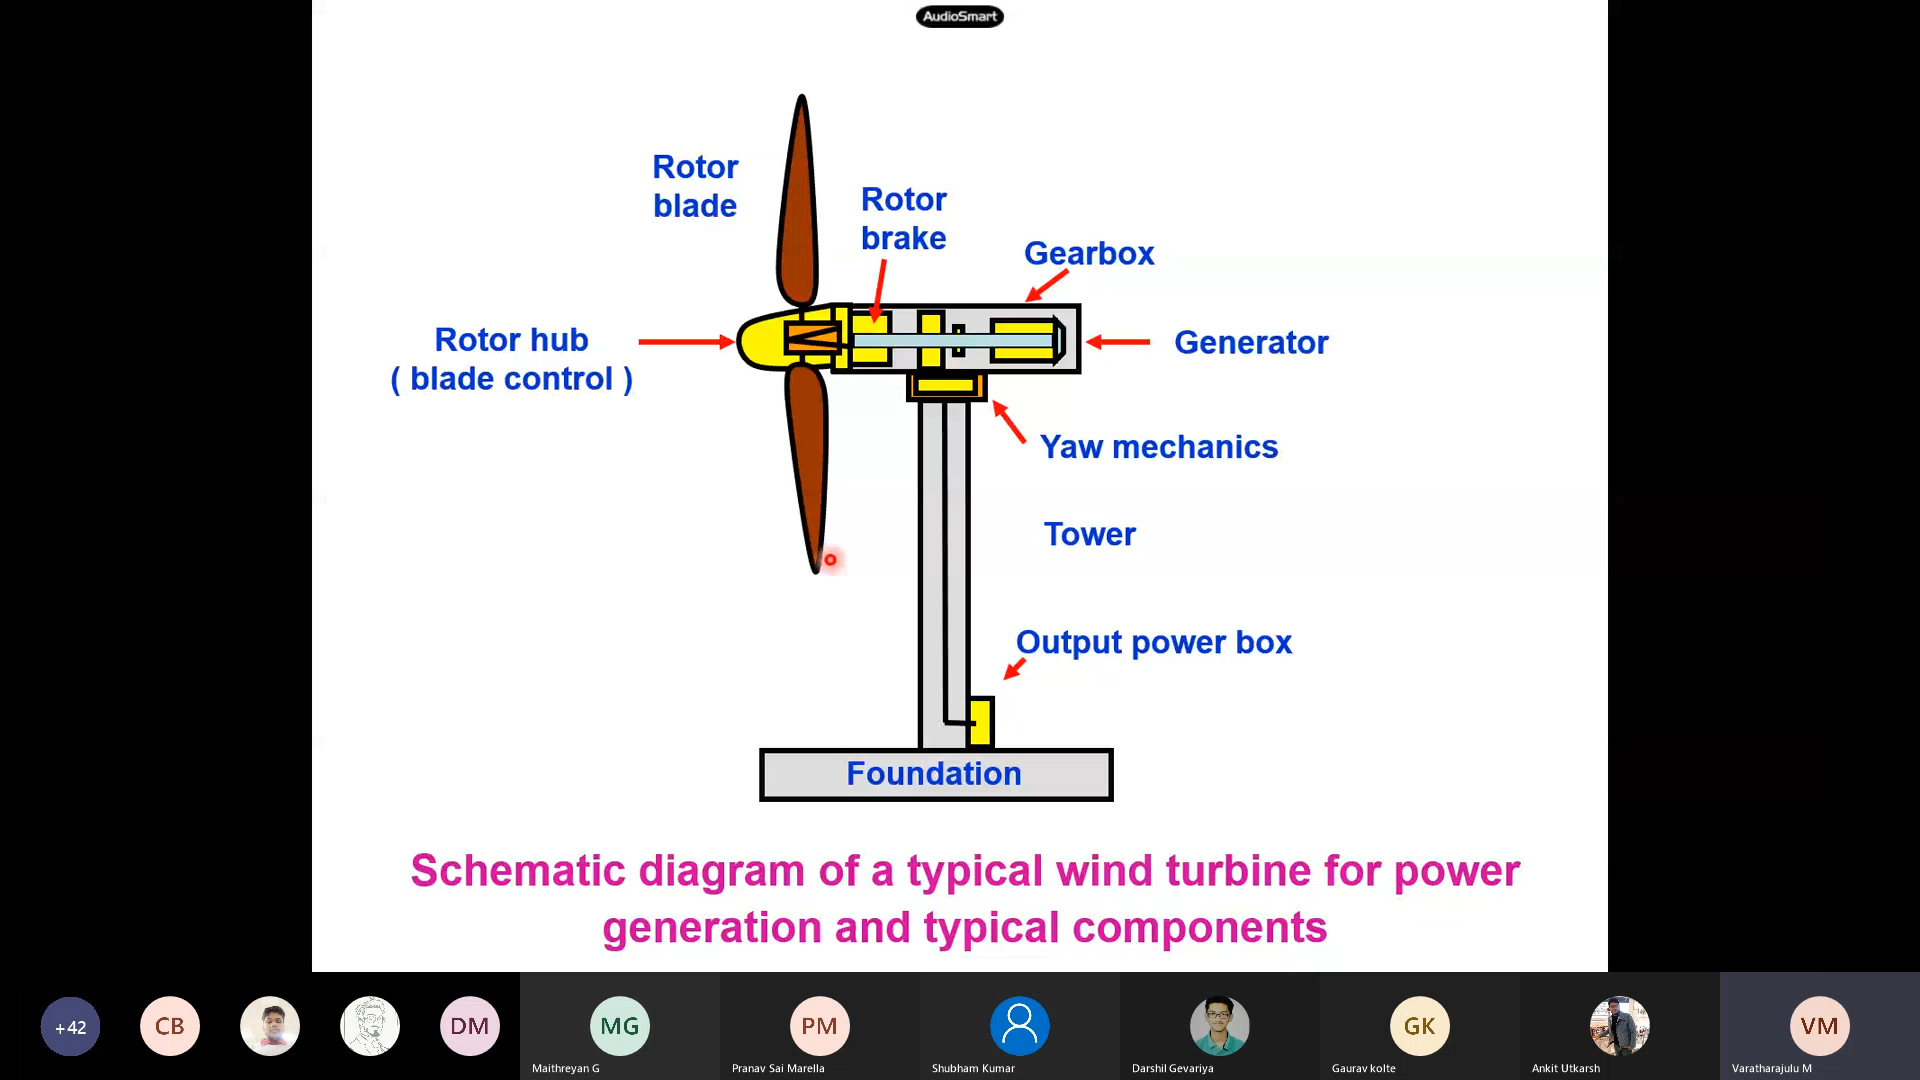 AudioSmart
Rotor
blade
Rotor
brake
Gearbox
Rotor hub
( blade control )
Generator
Yaw mechanics
Tower
Output power box
Foundation
Schematic diagram of a typical wind turbine for power
generation and typical components
+42
CB
DM
MG
PM
GK
VM
Maithreyan G
Pranav Sai Marella
Shubham Kumar
Darshil Gevariya
Gaurav kolte
Ankit Utkarsh
Varatharajulu M